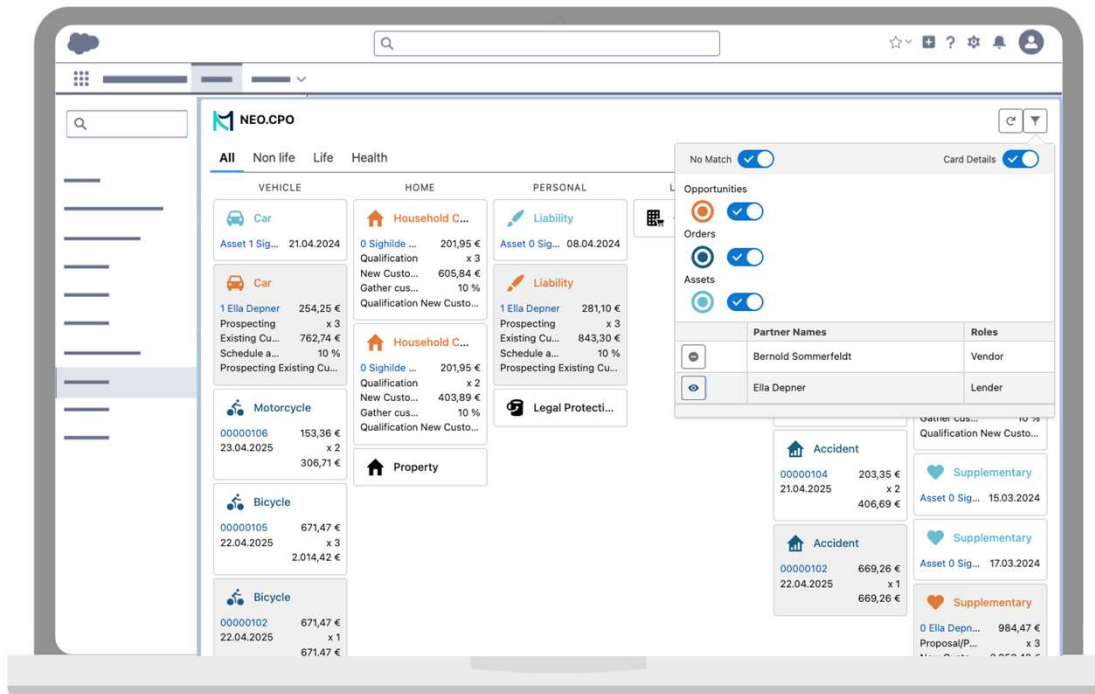 NEO.CPO
All Non life Life Health
VEHICLE HOME PERSONAL L
Car
Asset 1 Sig... 21.04.2024
Car
1 Ella Depner 254,25 €
Prospecting x 3
Existing Cu... 762,74 €
Schedule a... 10 %
Prospecting Existing Cu...
Motorcycle
00000106 153,36 €
23.04.2025 x 2
306,71 €
Bicycle
00000105 671,47 €
22.04.2025 x 3
2.014,42 €
Bicycle
00000102 671,47 €
22.04.2025 x 1
671,47 €
Household C...
0 Sighilde ... 201,95 €
Qualification x 3
New Custo... 605,84 €
Gather cus... 10 %
Qualification New Custo...
Household C...
0 Sighilde ... 201,95 €
Qualification x 2
New Custo... 403,89 €
Gather cus... 10 %
Qualification New Custo...
Property
Liability
Asset 0 Sig... 08.04.2024
Liability
1 Ella Depner 281,10 €
Prospecting x 3
Existing Cu... 843,30 €
Schedule a... 10 %
Prospecting Existing Cu...
Legal Protecti...
No Match Card Details
Opportunities
Orders
Assets
Partner Names Roles
Bernold Sommerfeldt Vendor
Ella Depner Lender
Accident
00000104 203,35 €
21.04.2025 x 2
406,69 €
Accident
00000102 669,26 €
22.04.2025 x 1
669,26 €
Gather cus... 10 %
Qualification New Custo...
Supplementary
Asset 0 Sig... 15.03.2024
Supplementary
Asset 0 Sig... 17.03.2024
Supplementary
0 Ella Depn... 984,47 €
Proposal/P... x 3